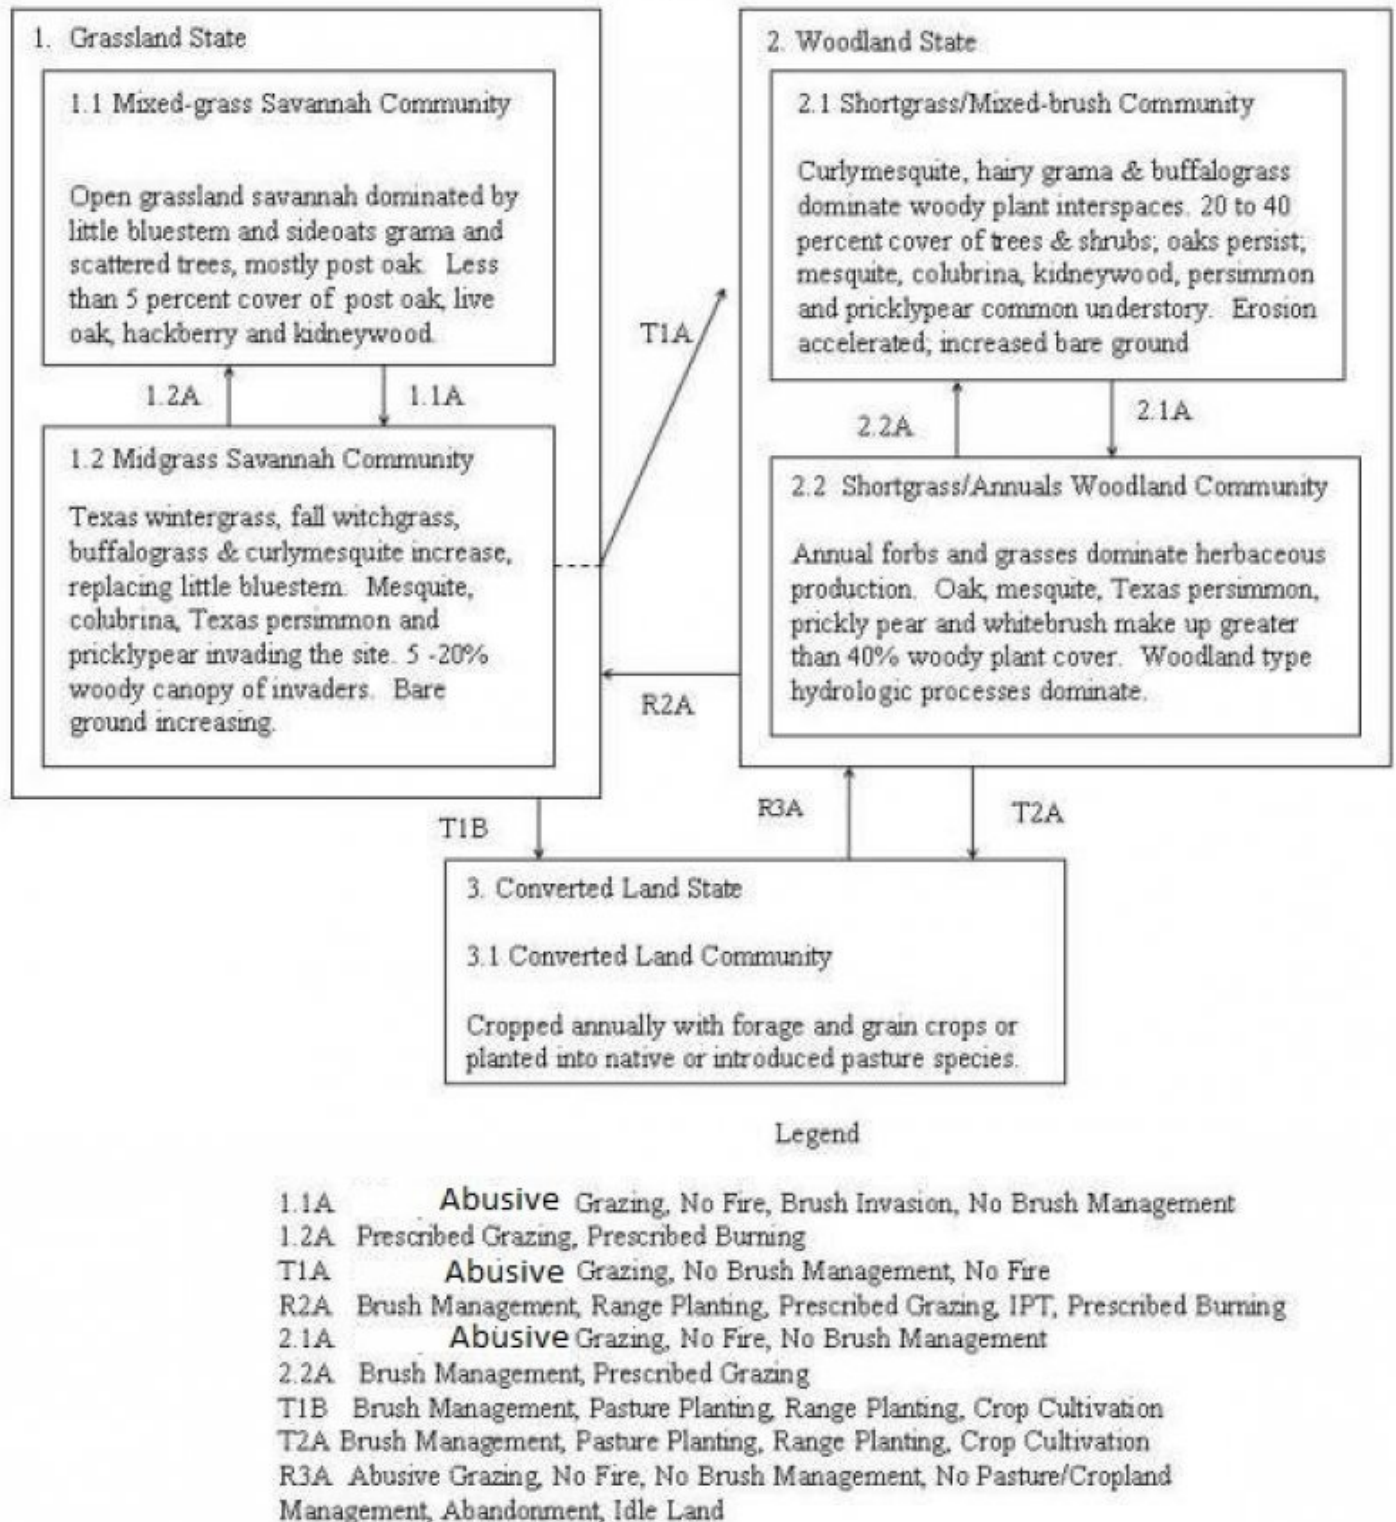 1. Grassland State
1.1 Mixed-grass Savannah Community
Open grassland savannah dominated by
little bluestem and sideoats grama and
scattered trees, mostly post oak. Less
than 5 percent cover of post oak, live
oak, hackberry and kidneywood.
1.2A
1.1A
1.2 Midgrass Savannah Community
Texas wintergrass, fall witchgrass,
buffalograss & curlymesquite increase,
replacing little bluestem. Mesquite,
colubrina, Texas persimmon and
pricklypear invading the site. 5 -20%
woody canopy of invaders. Bare
ground increasing.
T1A
R2A
2. Woodland State
2.1 Shortgrass/Mixed-brush Community
Curlymesquite, hairy grama & buffalograss
dominate woody plant interspaces. 20 to 40
percent cover of trees & shrubs; oaks persist;
mesquite, colubrina, kidneywood, persimmon
and pricklypear common understory. Erosion
accelerated; increased bare ground
2.2A
2.1A
2.2 Shortgrass/Annuals Woodland Community
Annual forbs and grasses dominate herbaceous
production. Oak, mesquite, Texas persimmon,
prickly pear and whitebrush make up greater
than 40% woody plant cover. Woodland type
hydrologic processes dominate.
T1B
R3A
T2A
3. Converted Land State
3.1 Converted Land Community
Cropped annually with forage and grain crops or
planted into native or introduced pasture species.
Legend
1.1A Abusive Grazing, No Fire, Brush Invasion, No Brush Management
1.2A Prescribed Grazing, Prescribed Burning
T1A Abusive Grazing, No Brush Management, No Fire
R2A Brush Management, Range Planting, Prescribed Grazing, IPT, Prescribed Burning
2.1A Abusive Grazing, No Fire, No Brush Management
2.2A Brush Management, Prescribed Grazing
T1B Brush Management, Pasture Planting, Range Planting, Crop Cultivation
T2A Brush Management, Pasture Planting, Range Planting, Crop Cultivation
R3A Abusive Grazing, No Fire, No Brush Management, No Pasture/Cropland
Management, Abandonment, Idle Land